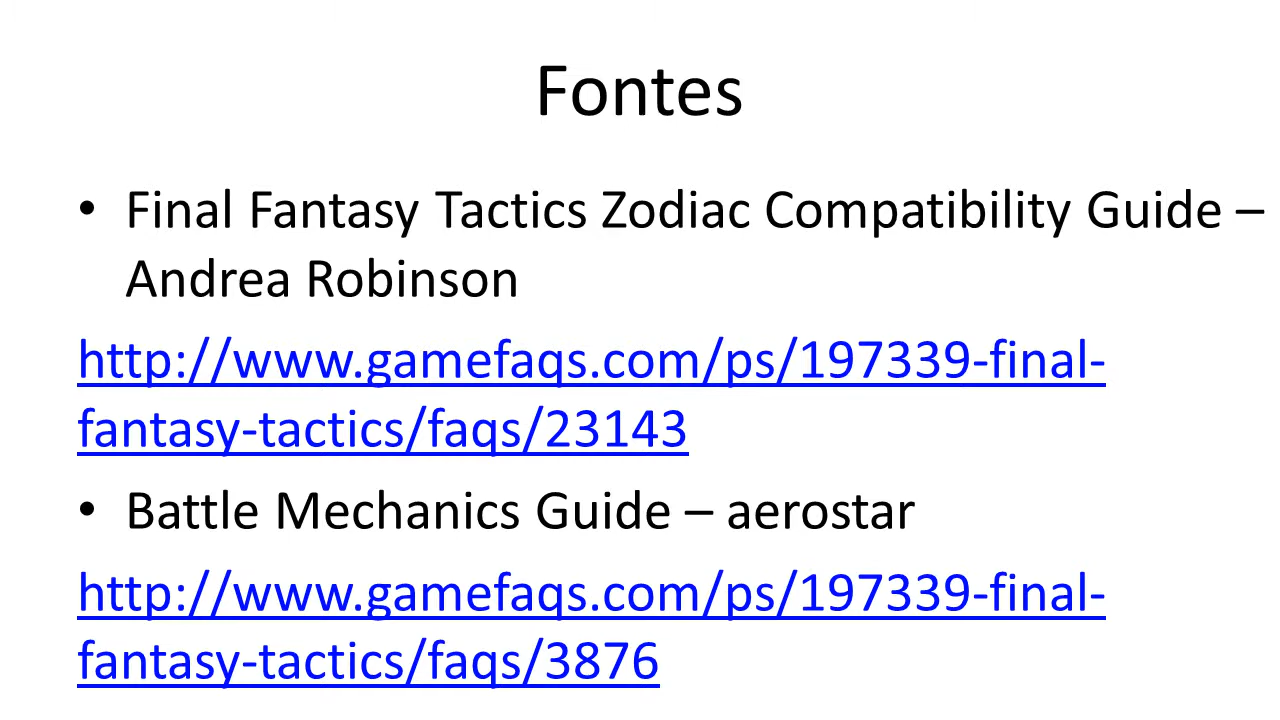 Fontes
• Final Fantasy Tactics Zodiac Compatibility Guide –
Andrea Robinson
http://www.gamefaqs.com/ps/197339-final-
fantasy-tactics/faqs/23143
• Battle Mechanics Guide – aerostar
http://www.gamefaqs.com/ps/197339-final-
fantasy-tactics/faqs/3876